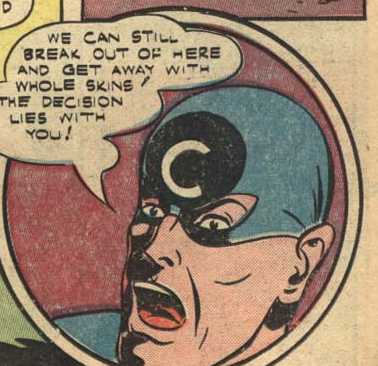 D
WE CAN STILL
BREAK OUT OF HERE
AND GET AWAY WITH
WHOLE SKINS!
THE DECISION
LIES WITH
YOU!
C